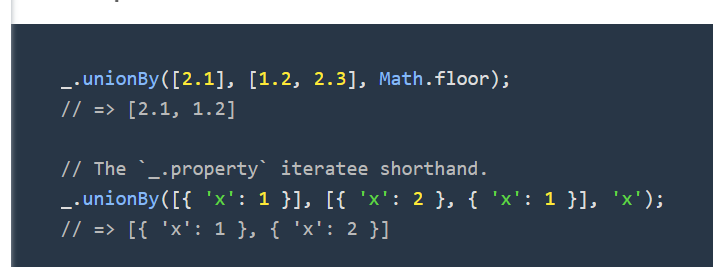 _.unionBy([2.1], [1.2, 2.3], Math.floor);
// => [2.1, 1.2]
// The `_.property` iteratee shorthand.
_.unionBy([{ 'x': 1 }], [{ 'x': 2 }, { 'x': 1 }], 'x');
// => [{ 'x': 1 }, { 'x': 2 }]